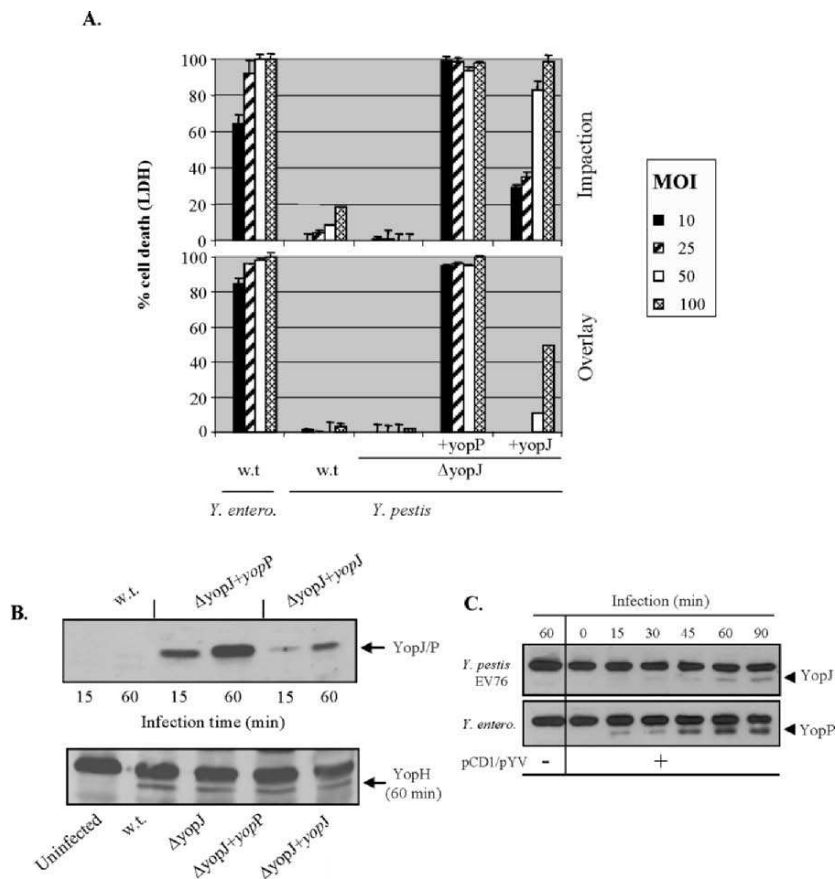 A.
100
80
60
40
20
0
Impaction
% cell death (LDH)
100
80
60
40
20
0
Overlay
MOI
10
25
50
100
+yopP +yopJ
w.t w.t ΔyopJ
Y. entero. Y. pestis
B.
w.t. ΔyopJ+yopP ΔyopJ+yopJ
YopJ/P
15 60 15 60 15 60
Infection time (min)
YopH
(60 min)
Uninfected w.t. ΔyopJ ΔyopJ+yopP ΔyopJ+yopJ
C.
Infection (min)
60 0 15 30 45 60 90
Y. pestis
EV76
YopJ
Y. entero.
YopP
pCD1/pYV - +